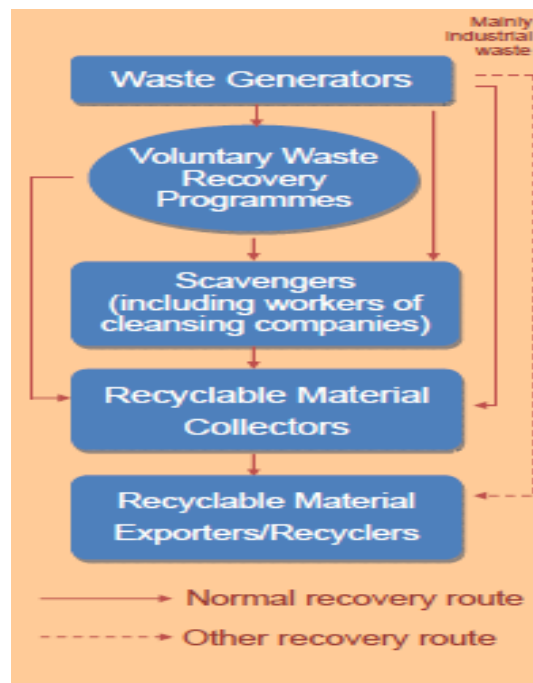 Mainly
industrial
waste
Waste Generators
Voluntary Waste
Recovery
Programmes
Scavengers
(including workers of
cleansing companies)
Recyclable Material
Collectors
Recyclable Material
Exporters/Recyclers
Normal recovery route
Other recovery route